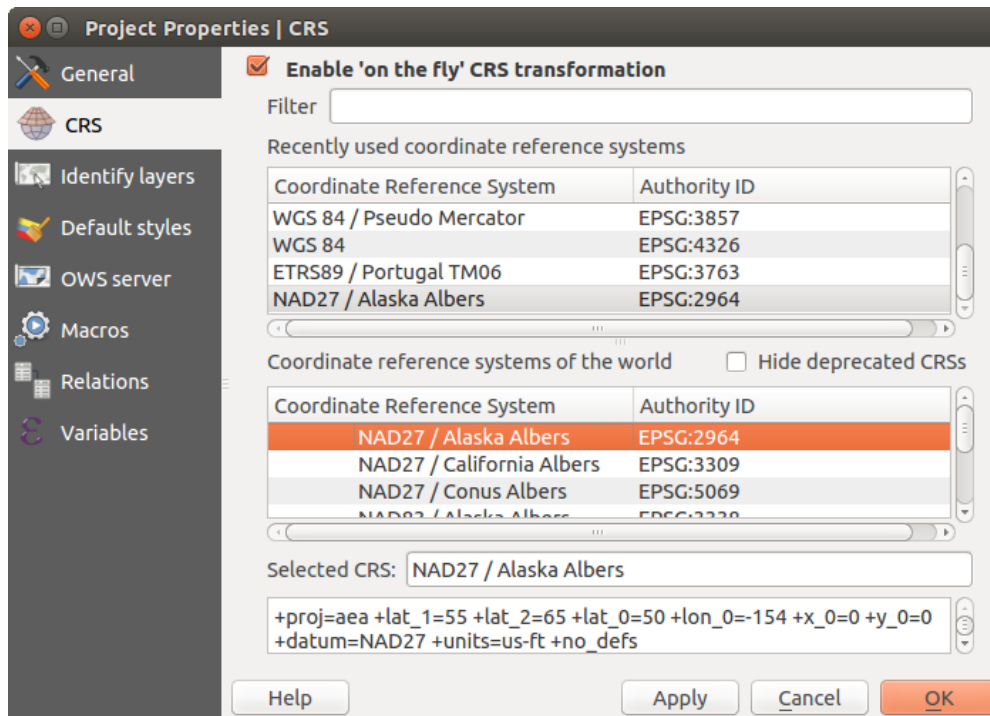 Project Properties | CRS
General
CRS
Identify layers
Default styles
OWS server
Macros
Relations
Variables
Enable 'on the fly' CRS transformation
Filter
Recently used coordinate reference systems
Coordinate Reference System Authority ID
WGS 84 / Pseudo Mercator EPSG:3857
WGS 84 EPSG:4326
ETRS89 / Portugal TM06 EPSG:3763
NAD27 / Alaska Albers EPSG:2964
Coordinate reference systems of the world Hide deprecated CRSs
Coordinate Reference System Authority ID
NAD27 / Alaska Albers EPSG:2964
NAD27 / California Albers EPSG:3309
NAD27 / Conus Albers EPSG:5069
NAD83 / Alaska Albers EPSG:3338
Selected CRS: NAD27 / Alaska Albers
+proj=aea +lat_1=55 +lat_2=65 +lat_0=50 +lon_0=-154 +x_0=0 +y_0=0
+datum=NAD27 +units=us-ft +no_defs
Help Apply Cancel OK